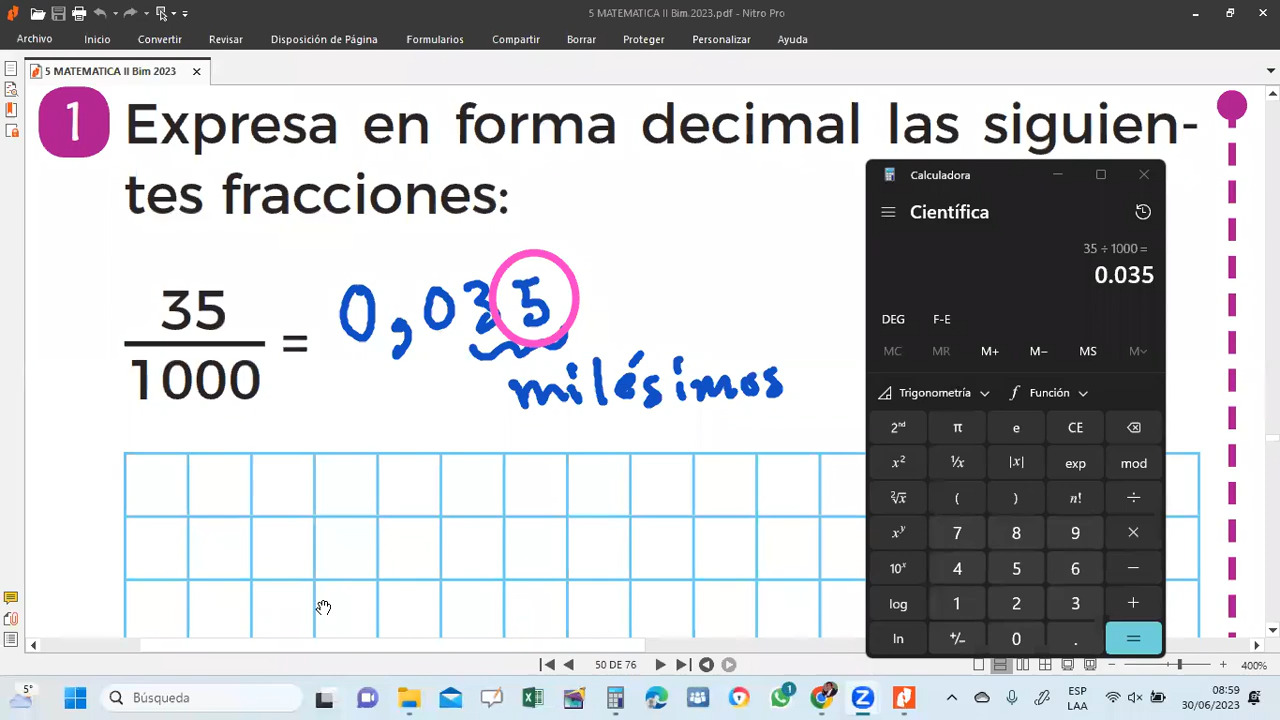 5 MATEMATICA II Bim 2023.pdf - Nitro Pro
Archivo Inicio Convertir Revisar Disposición de Página Formularios Compartir Borrar Proteger Personalizar Ayuda
5 MATEMATICA II Bim 2023 ×
1 Expresa en forma decimal las siguien-
tes fracciones:
35
1000
= 0,035
milésimos
Calculadora
Científica
35 ÷ 1000 =
0.035
DEG F-E
MC MR M+ M− MS M˅
Trigonometría Función
2ⁿᵈ π e CE
x² ¹/x |x| exp mod
²√x ( ) n! ÷
xʸ 7 8 9 ×
10ˣ 4 5 6 −
log 1 2 3 +
ln +/− 0 . =
50 DE 76
400%
5°
Búsqueda
1
ESP
LAA
08:59
30/06/2023